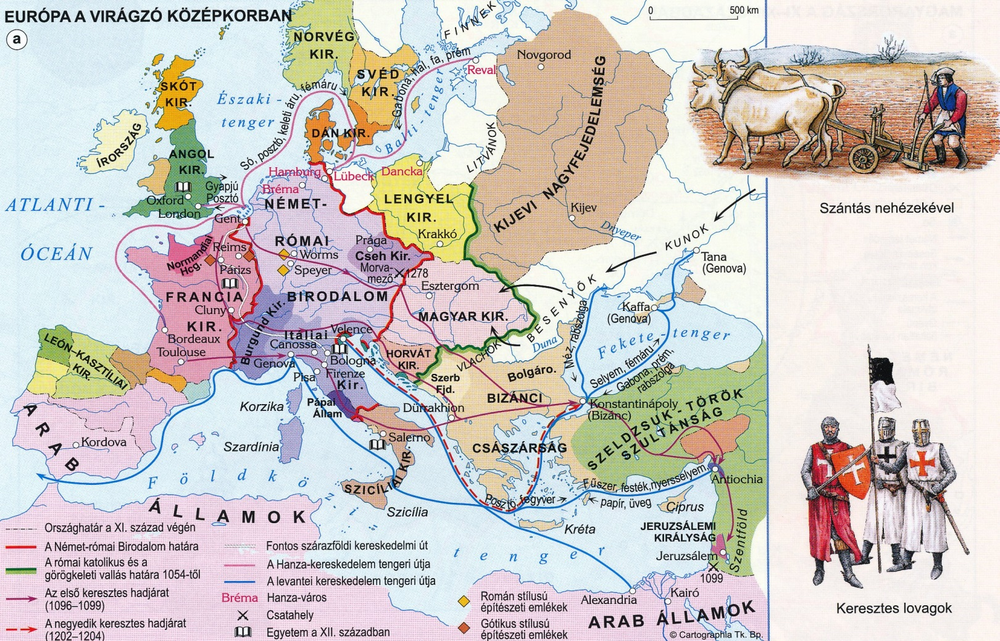 EURÓPA A VIRÁGZÓ KÖZÉPKORBAN
a
0 500 km
NORVÉG
KIR.
SVÉD
KIR.
FINNEK
Novgorod
Reval
Gabona, hal, fa, prém
SKÓT
KIR.
Északi-
tenger
Só, posztó, keleti áru, fémáru
Balti-tenger
DÁN KIR.
ÍRORSZÁG
ANGOL
KIR.
LITVÁNOK
KIJEVI NAGYFEJEDELEMSÉG
Hamburg
Lübeck
Dancka
Bréma
Gyapjú
Posztó
Oxford
London
ATLANTI-
ÓCEÁN
Gent
NÉMET-
RÓMAI
BIRODALOM
LENGYEL
KIR.
Krakkó
Kijev
Dnyeper
KUNOK
Tana
(Genova)
Normandiai
Hcg.
Reims
Párizs
Worms
Speyer
Prága
Cseh Kir.
Morva-
mező
1278
Esztergom
MAGYAR KIR.
BESENYŐK
FRANCIA
KIR.
Cluny
Burgund Kir.
Bordeaux
Toulouse
Itáliai
Kir.
Velence
Canossa
Genova
Bologna
Pisa
Firenze
HORVÁT
KIR.
VLACHOK
Duna
Méz, rabszolga
Kaffa
(Genova)
Fekete-tenger
Selyem, fémáru
Gabona, prém,
rabszolga
LEÓN-KASZTÍLIAI
KIR.
Szerb
Fjd.
Bolgáro.
BIZÁNCI
CSÁSZÁRSÁG
Konstantinápoly
(Bizánc)
SZELDZSUK-TÖRÖK
SZULTÁNSÁG
Korzika
Pápai
Állam
Dürrakhion
ARAB
ÁLLAMOK
Kordova
Szardínia
Salerno
SZICÍLIAI KIR.
Szicília
Földközi
tenger
Posztó, fegyver
Fűszer, festék, nyersselyem,
papír, üveg
Antiochia
Ciprus
Kréta
JERUZSÁLEMI
KIRÁLYSÁG
Jeruzsálem
1099
Szentföld
Alexandria
Kairó
ARAB ÁLLAMOK
© Cartographia Tk. Bp.
Országhatár a XI. század végén
A Német-római Birodalom határa
A római katolikus és a
görögkeleti vallás határa 1054-től
Az első keresztes hadjárat
(1096–1099)
A negyedik keresztes hadjárat
(1202–1204)
Fontos szárazföldi kereskedelmi út
A Hanza-kereskedelem tengeri útja
A levantei kereskedelem tengeri útja
Bréma Hanza-város
Csatahely
Egyetem a XII. században
Román stílusú
építészeti emlékek
Gótikus stílusú
építészeti emlékek
Szántás nehézekével
Keresztes lovagok